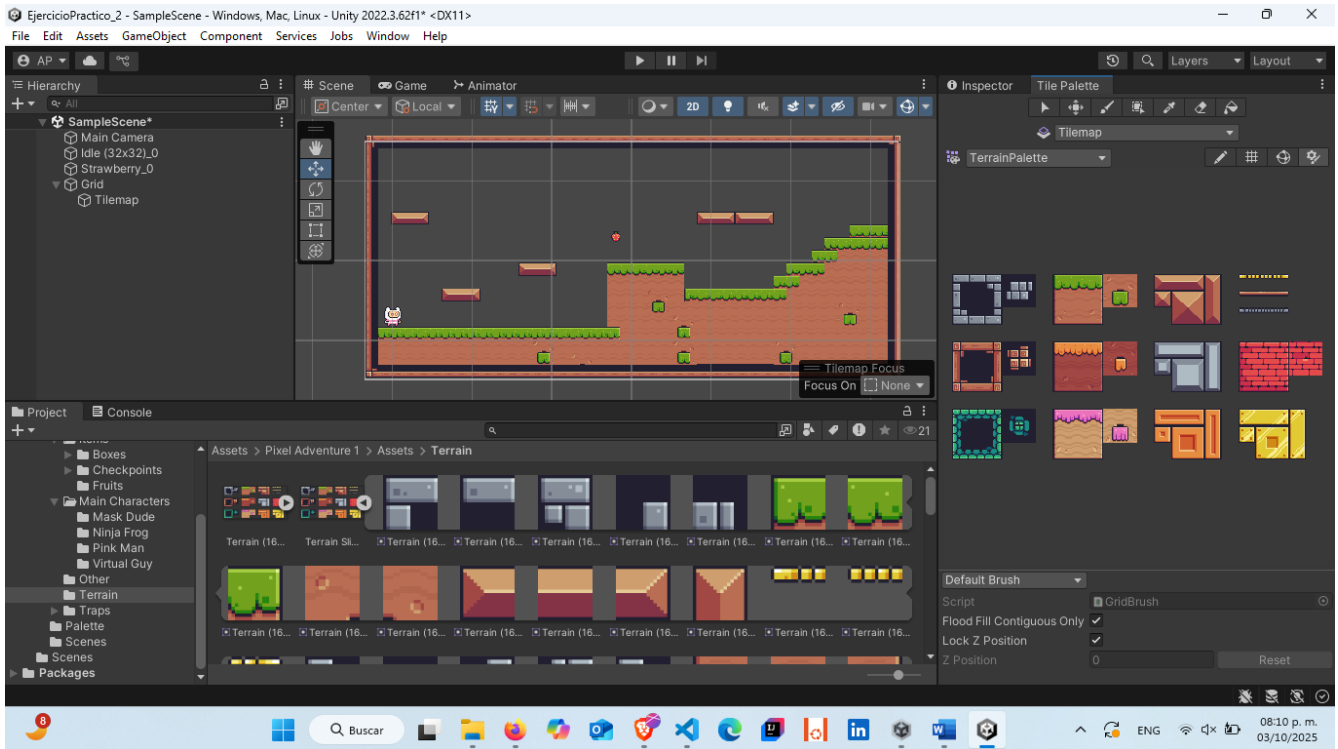 EjercicioPractico_2 - SampleScene - Windows, Mac, Linux - Unity 2022.3.62f1* <DX11>
File Edit Assets GameObject Component Services Jobs Window Help
AP Layers Layout
Hierarchy
All
SampleScene*
Main Camera
Idle (32x32)_0
Strawberry_0
Grid
Tilemap
Scene Game Animator
Center Local 2D
Tilemap Focus
Focus On None
Inspector Tile Palette
Tilemap
TerrainPalette
Default Brush
Script GridBrush
Flood Fill Contiguous Only
Lock Z Position
Z Position 0 Reset
Project Console
21
Boxes
Checkpoints
Fruits
Main Characters
Mask Dude
Ninja Frog
Pink Man
Virtual Guy
Other
Terrain
Traps
Palette
Scenes
Scenes
Packages
Assets > Pixel Adventure 1 > Assets > Terrain
Terrain (16... Terrain Sli... Terrain (16... Terrain (16... Terrain (16... Terrain (16... Terrain (16... Terrain (16... Terrain (16...
Terrain (16... Terrain (16... Terrain (16... Terrain (16... Terrain (16... Terrain (16... Terrain (16... Terrain (16... Terrain (16...
8
Buscar
ENG
08:10 p. m.
03/10/2025